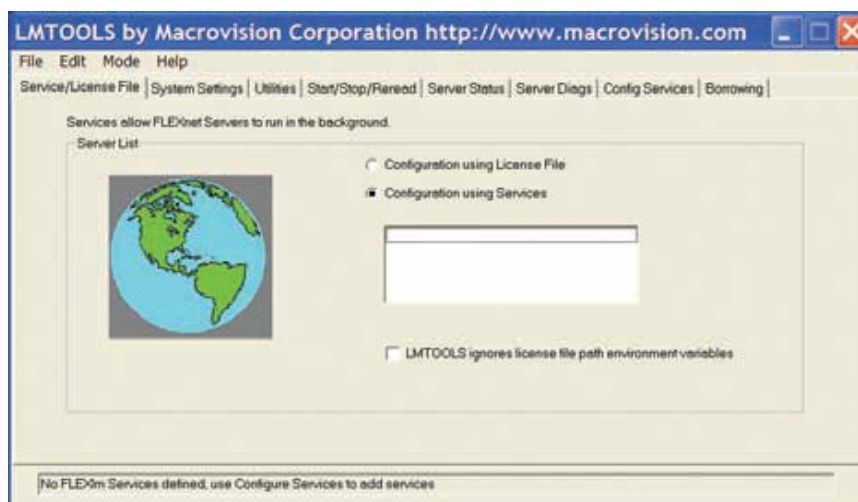 LMTOOLS by Macrovision Corporation http://www.macrovision.com
File Edit Mode Help
Service/License File System Settings Utilities Start/Stop/Reread Server Status Server Diags Config Services Borrowing
Services allow FLEXnet Servers to run in the background.
Server List
Configuration using License File
Configuration using Services
LMTOOLS ignores license file path environment variables
No FLEXlm Services defined, use Configure Services to add services